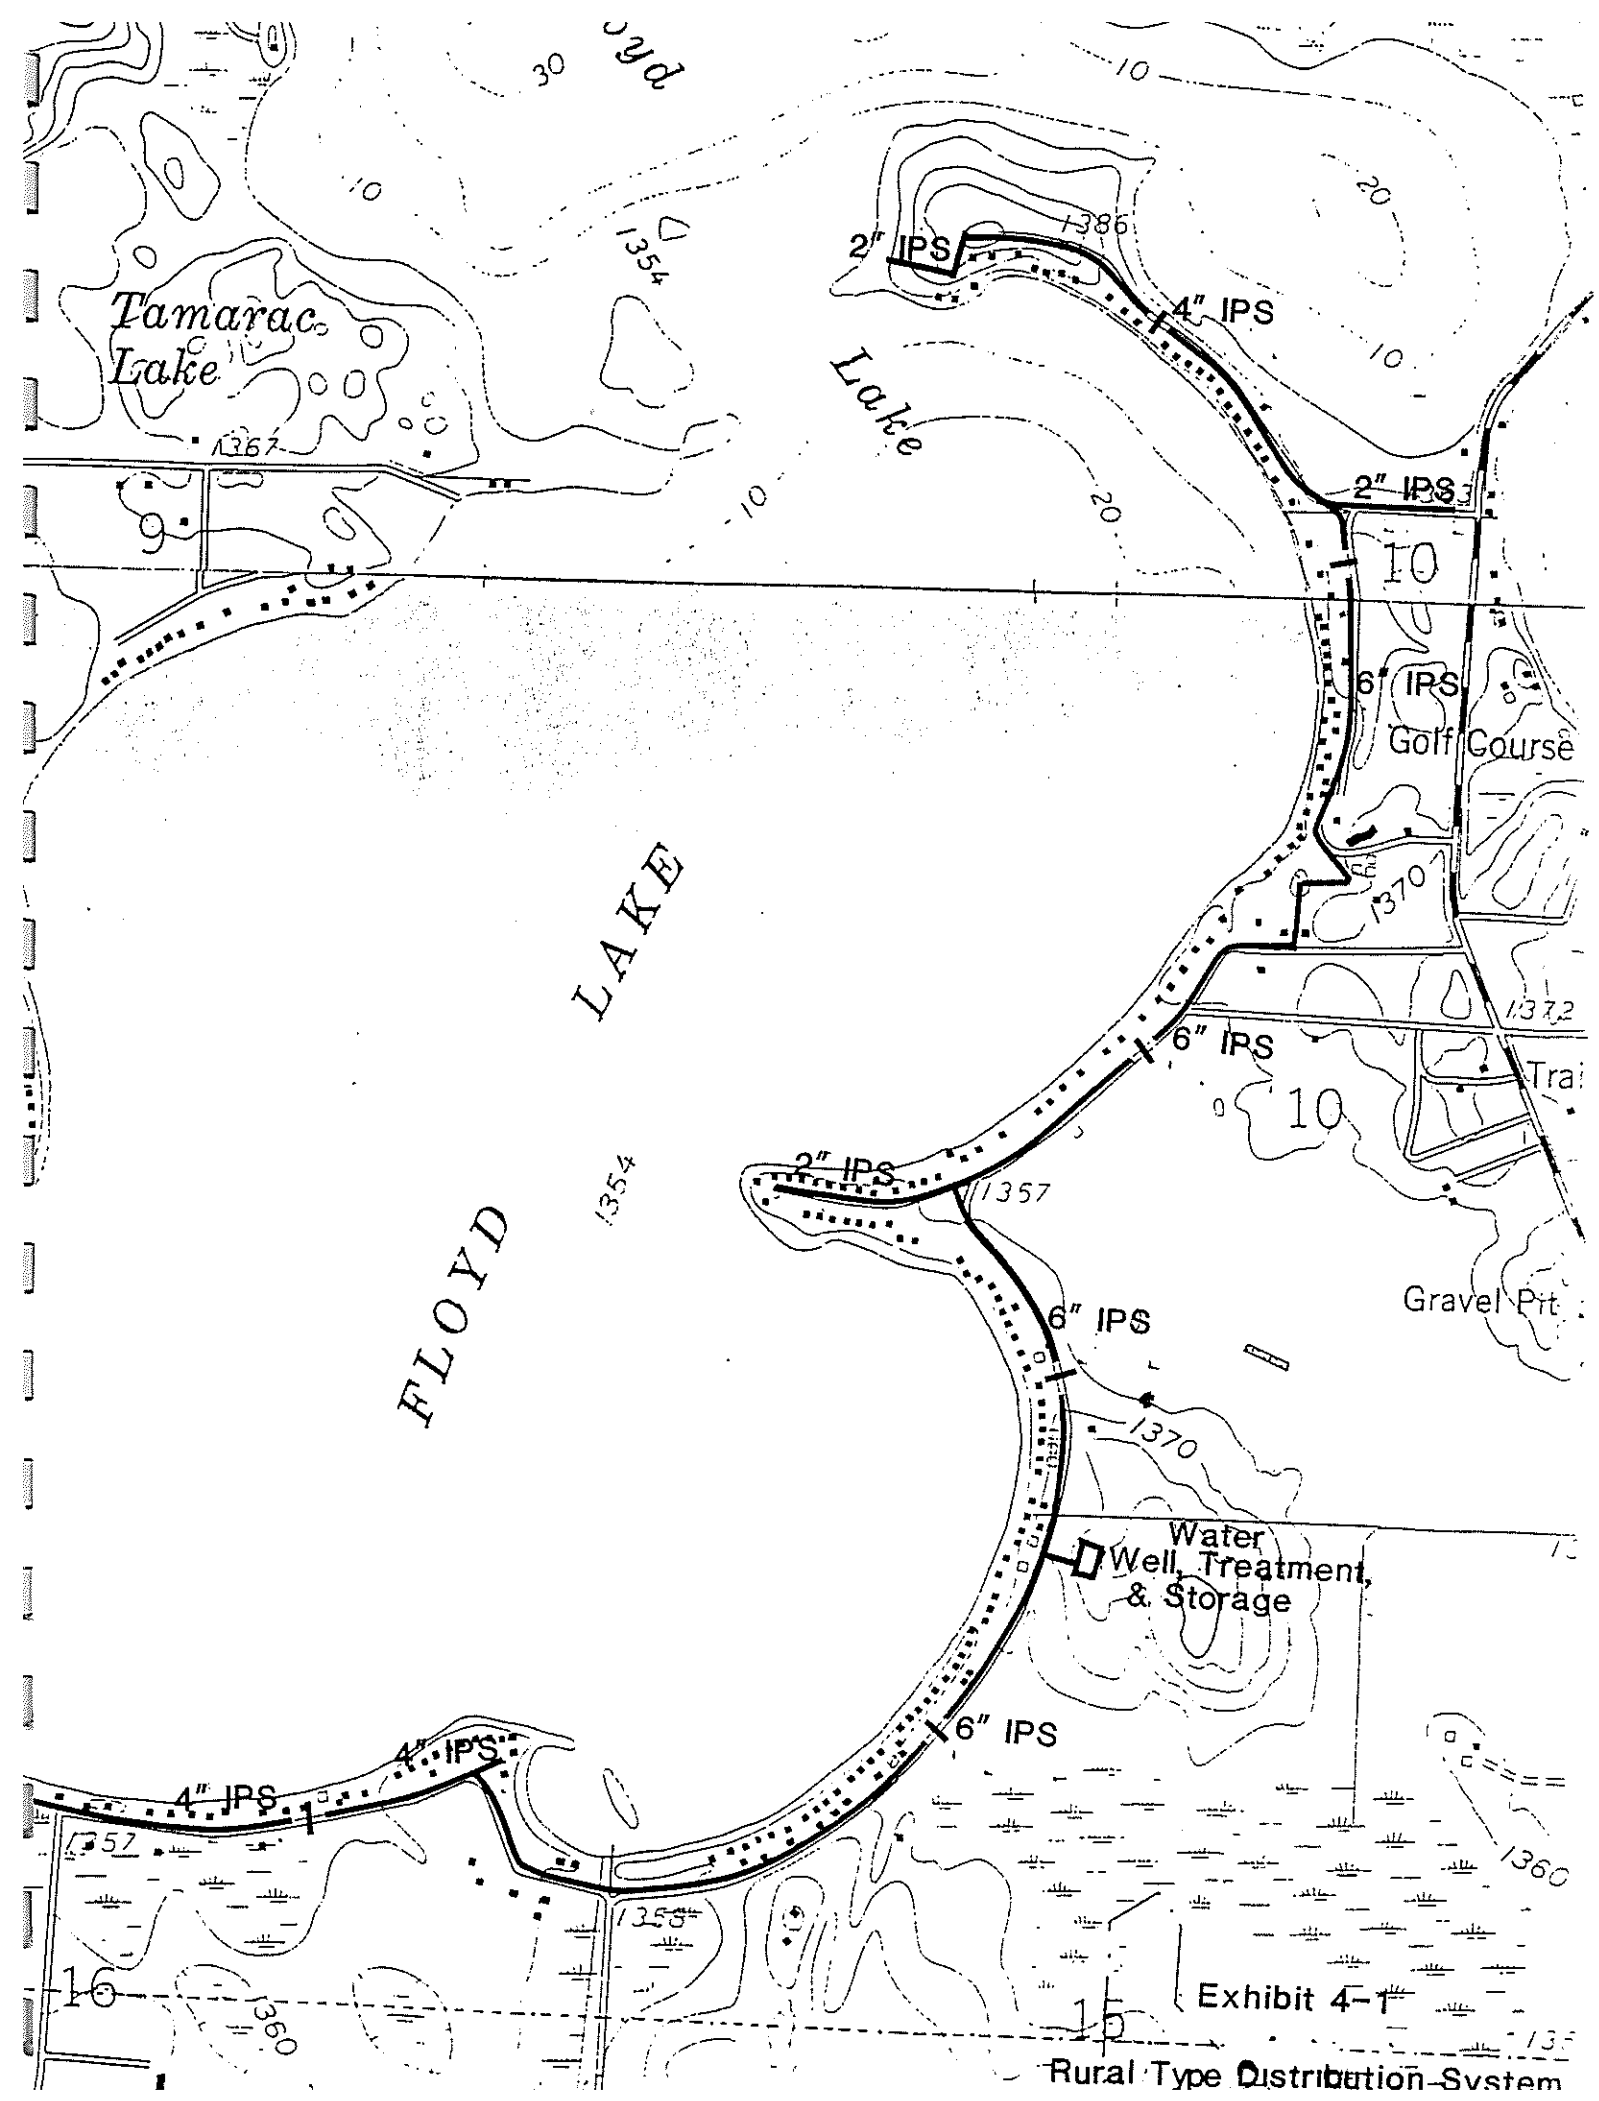 oyd
30
10
10
20
1386
2" IPS
1354
4" IPS
Tamarac
Lake
Lake
10
1367
2" IPS
10
20
9
10
6" IPS
Golf Course
LAKE
1370
1372
6" IPS
Trai
10
1354
2" IPS
1357
FLOYD
Gravel Pit
6" IPS
1370
Water
Well, Treatment,
& Storage
6" IPS
4" IPS
4" IPS
1357
1360
1358
16
1360
15
Exhibit 4-1
135
Rural Type Distribution System